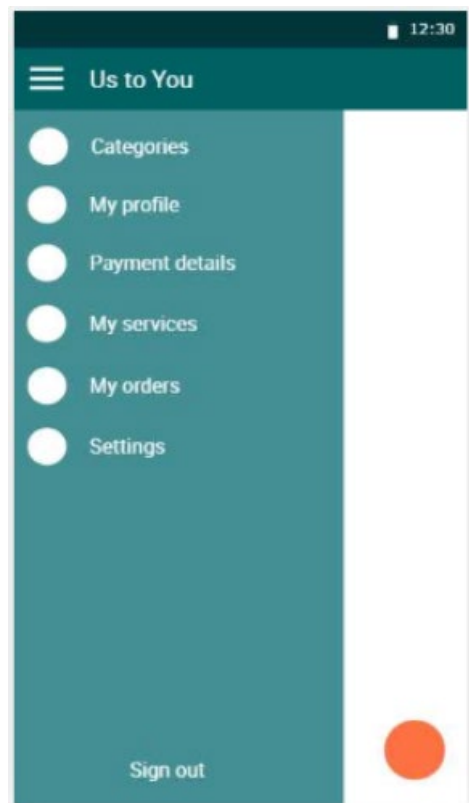 12:30
Us to You
Categories
My profile
Payment details
My services
My orders
Settings
Sign out